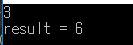 3
result = 6